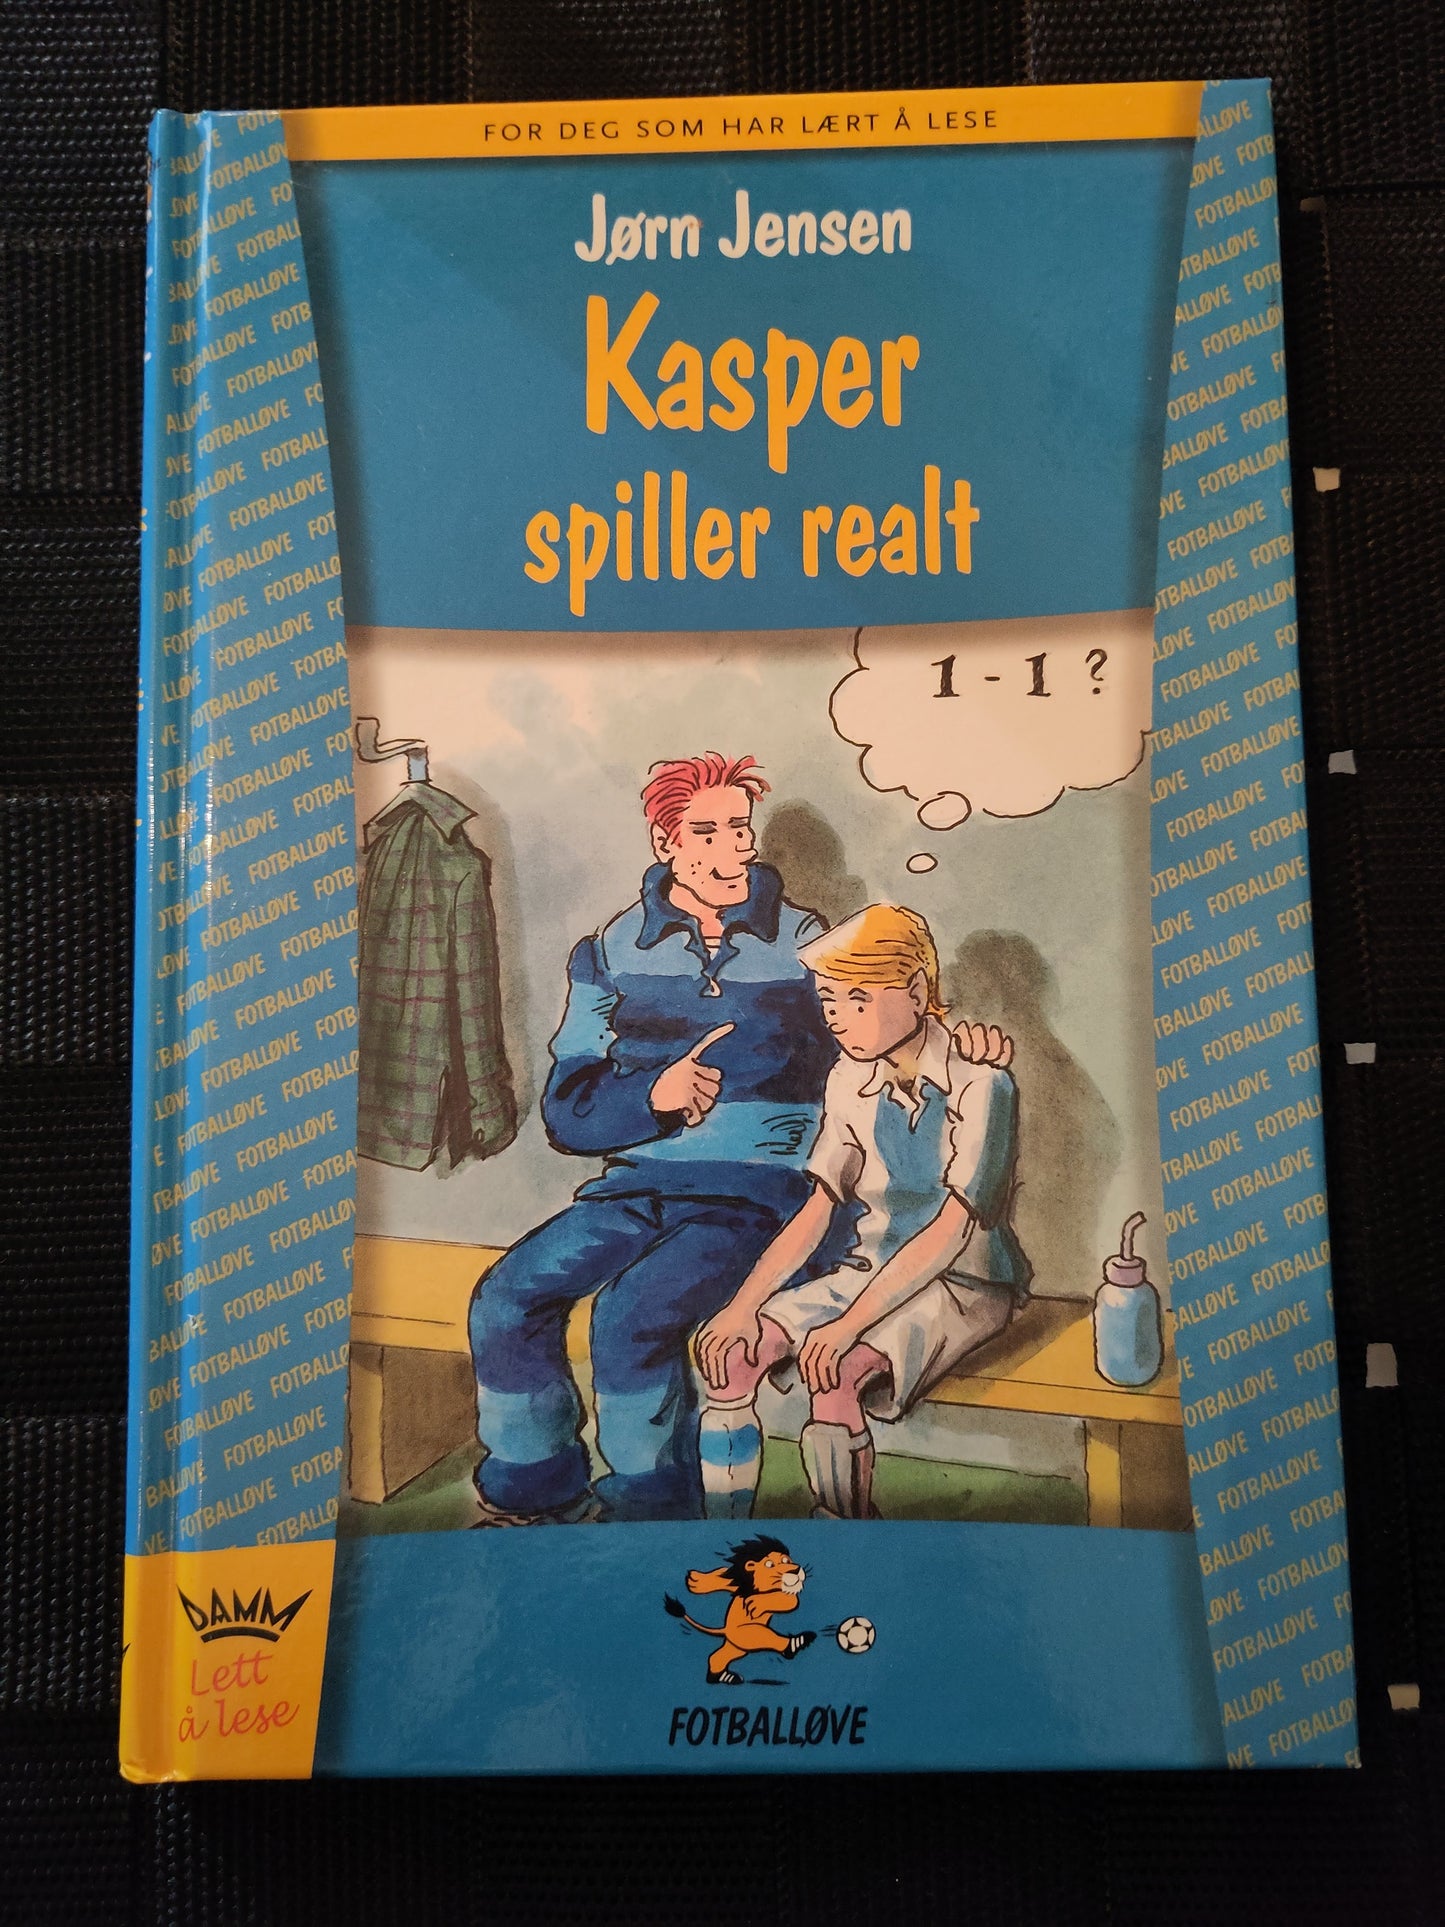 FOR DEG SOM HAR LÆRT Å LESE
Jørn Jensen
Kasper
spiller realt
1 - 1 ?
DAMM
Lett
å lese
FOTBALLØVE